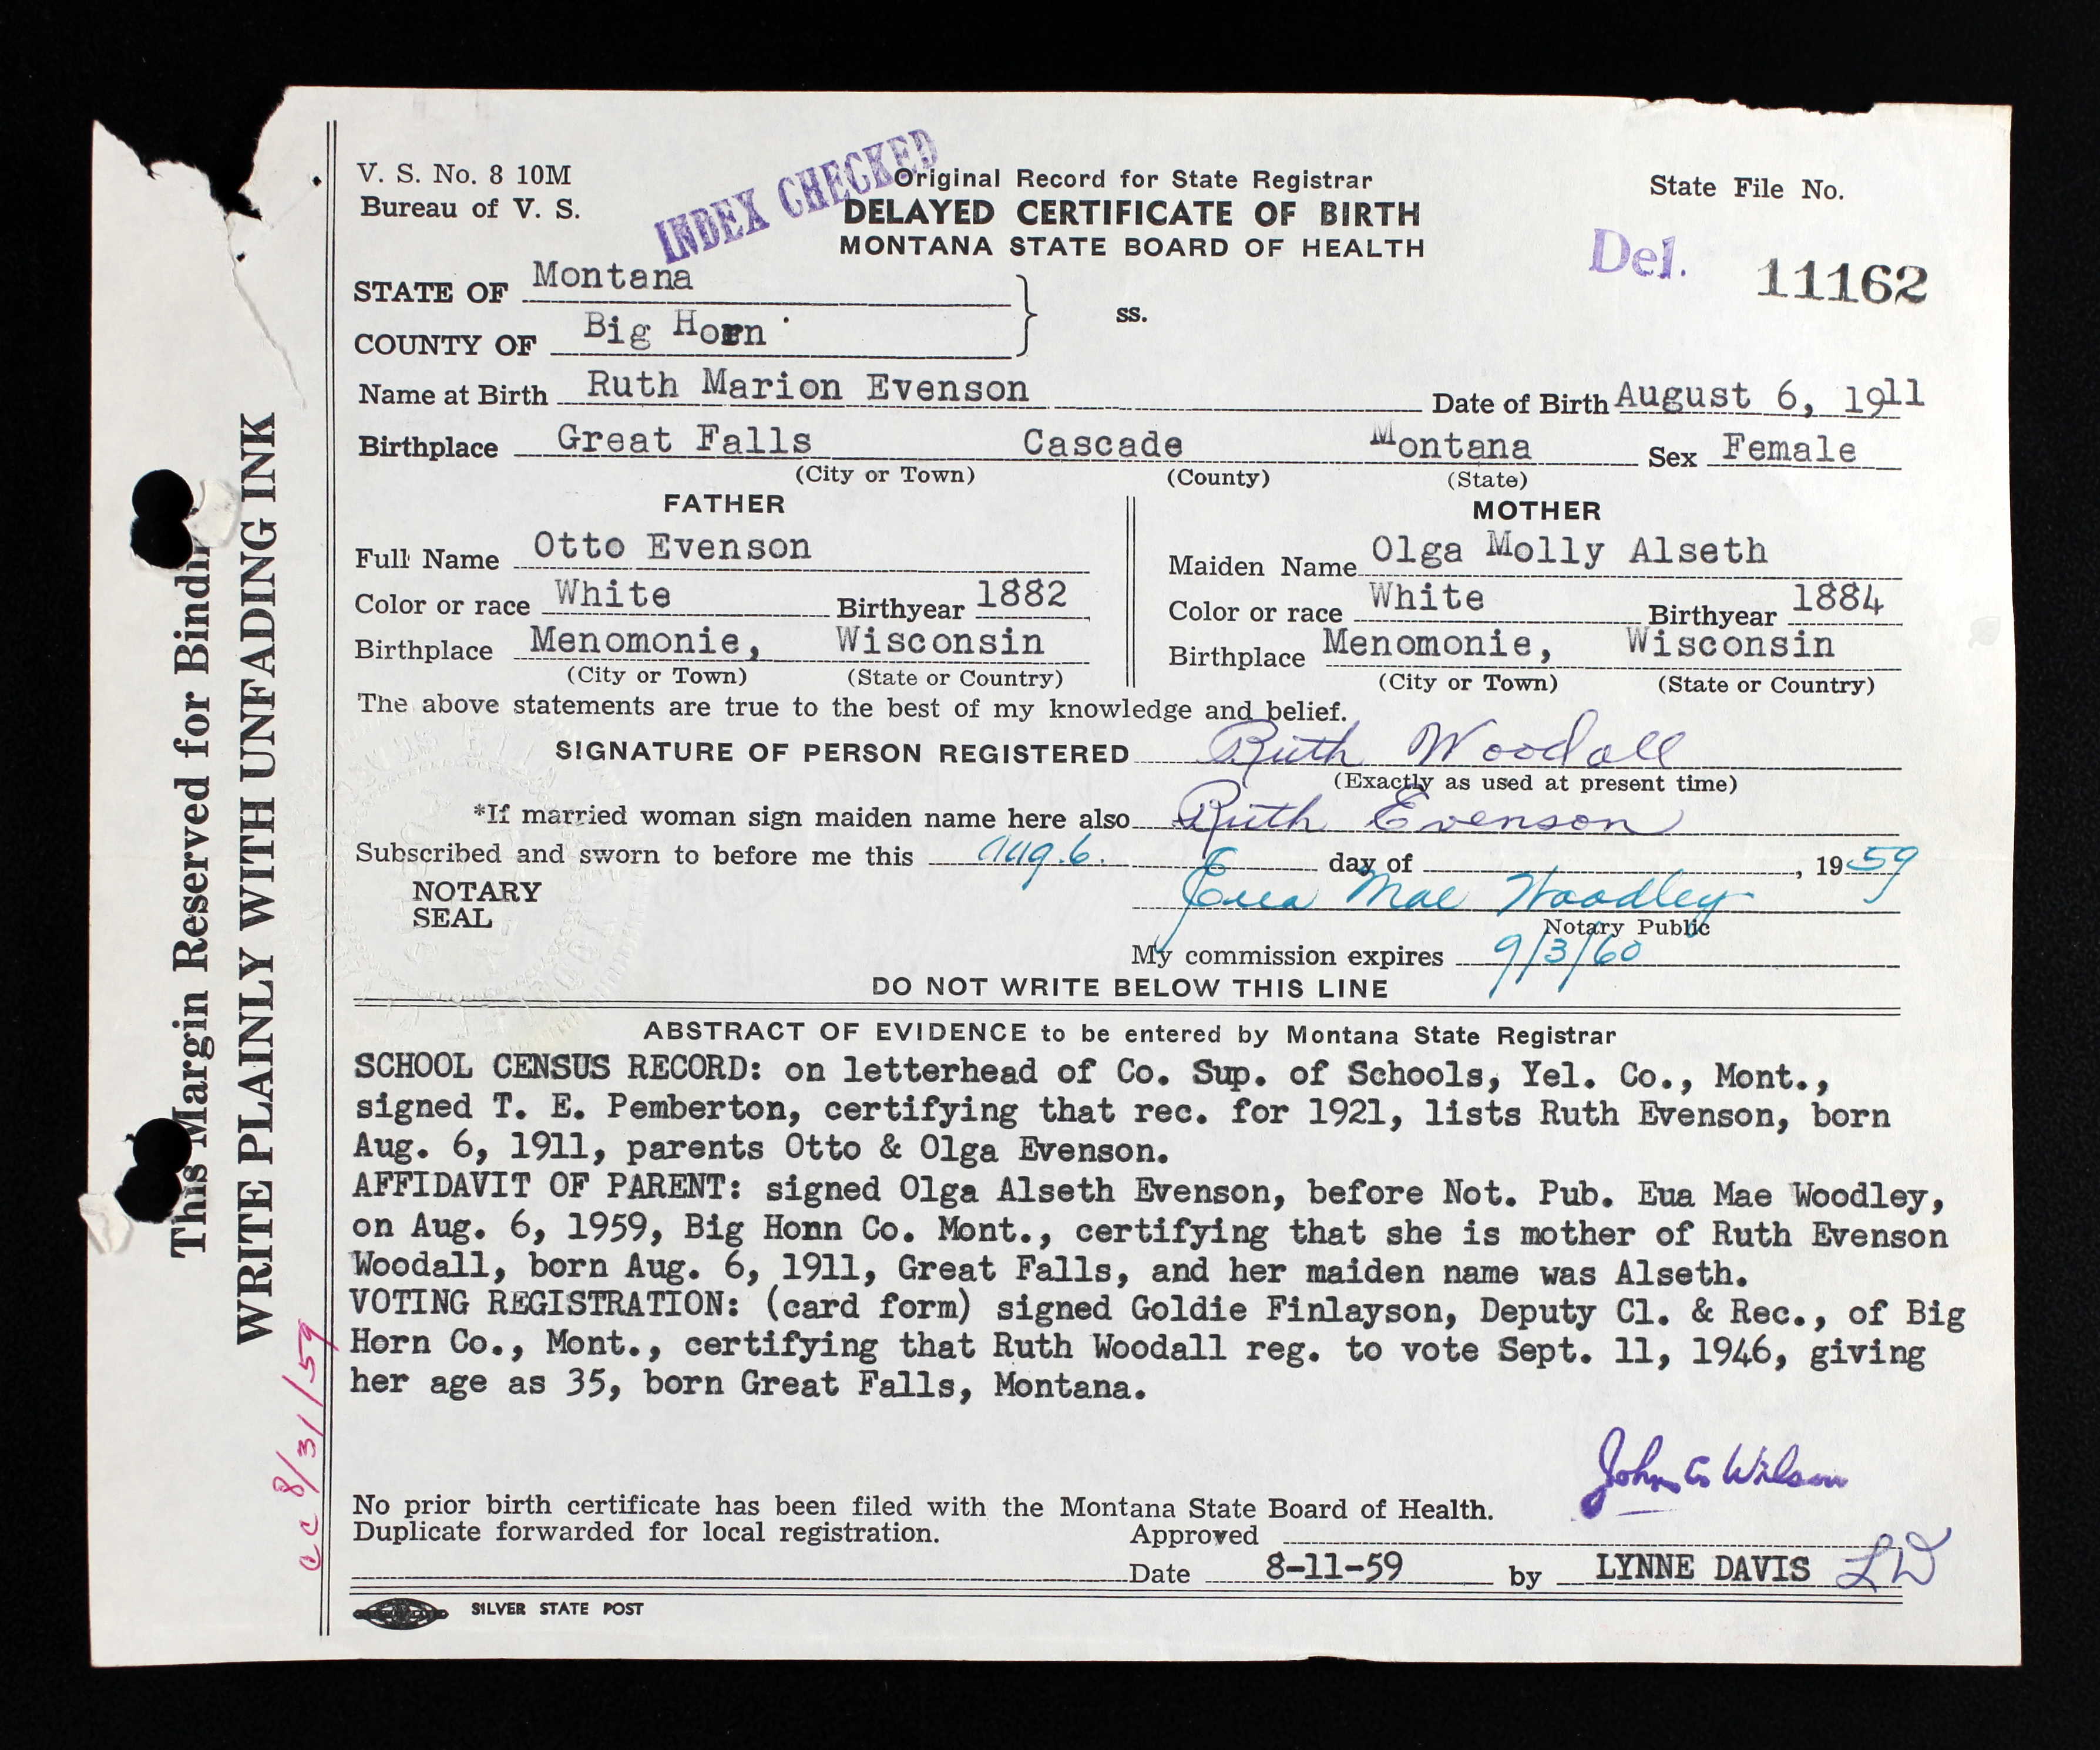 This Margin Reserved for Bindin
WRITE PLAINLY WITH UNFADING INK
cc 8/31/59
V. S. No. 8 10M
Bureau of V. S.
INDEX CHECKED
Original Record for State Registrar
DELAYED CERTIFICATE OF BIRTH
MONTANA STATE BOARD OF HEALTH
State File No.
Del. 11162
STATE OF Montana
COUNTY OF Big Horn
ss.
Name at Birth Ruth Marion Evenson Date of Birth August 6, 1911
Birthplace Great Falls Cascade Montana Sex Female
(City or Town) (County) (State)
FATHER
Full Name Otto Evenson
Color or race White Birthyear 1882
Birthplace Menomonie, Wisconsin
(City or Town) (State or Country)
MOTHER
Maiden Name Olga Molly Alseth
Color or race White Birthyear 1884
Birthplace Menomonie, Wisconsin
(City or Town) (State or Country)
The above statements are true to the best of my knowledge and belief.
SIGNATURE OF PERSON REGISTERED Ruth Woodall
(Exactly as used at present time)
*If married woman sign maiden name here also Ruth Evenson
Subscribed and sworn to before me this Aug. 6. day of , 1959
NOTARY
SEAL
Eua Mae Woodley
Notary Public
My commission expires 9/3/60
DO NOT WRITE BELOW THIS LINE
ABSTRACT OF EVIDENCE to be entered by Montana State Registrar
SCHOOL CENSUS RECORD: on letterhead of Co. Sup. of Schools, Yel. Co., Mont.,
signed T. E. Pemberton, certifying that rec. for 1921, lists Ruth Evenson, born
Aug. 6, 1911, parents Otto & Olga Evenson.
AFFIDAVIT OF PARENT: signed Olga Alseth Evenson, before Not. Pub. Eua Mae Woodley,
on Aug. 6, 1959, Big Honn Co. Mont., certifying that she is mother of Ruth Evenson
Woodall, born Aug. 6, 1911, Great Falls, and her maiden name was Alseth.
VOTING REGISTRATION: (card form) signed Goldie Finlayson, Deputy Cl. & Rec., of Big
Horn Co., Mont., certifying that Ruth Woodall reg. to vote Sept. 11, 1946, giving
her age as 35, born Great Falls, Montana.
No prior birth certificate has been filed with the Montana State Board of Health.
Duplicate forwarded for local registration.
Approved John C. Wilson
Date 8-11-59 by LYNNE DAVIS LD
SILVER STATE POST